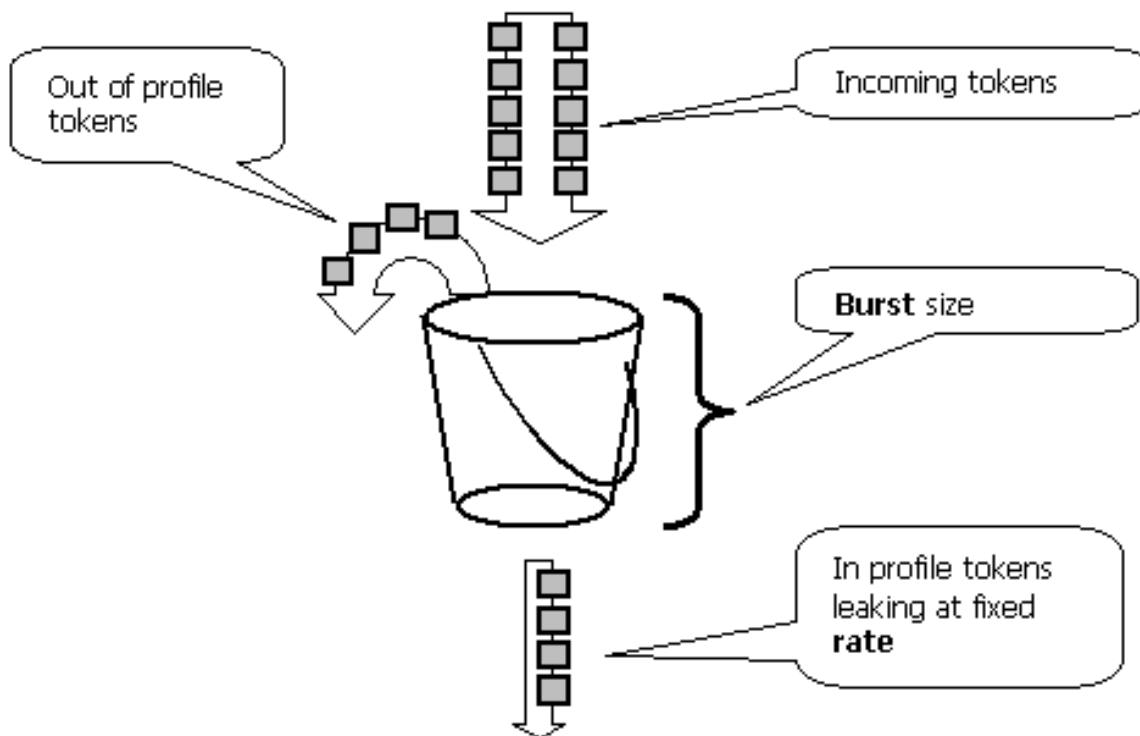 Out of profile
tokens
Incoming tokens
Burst size
In profile tokens
leaking at fixed
rate